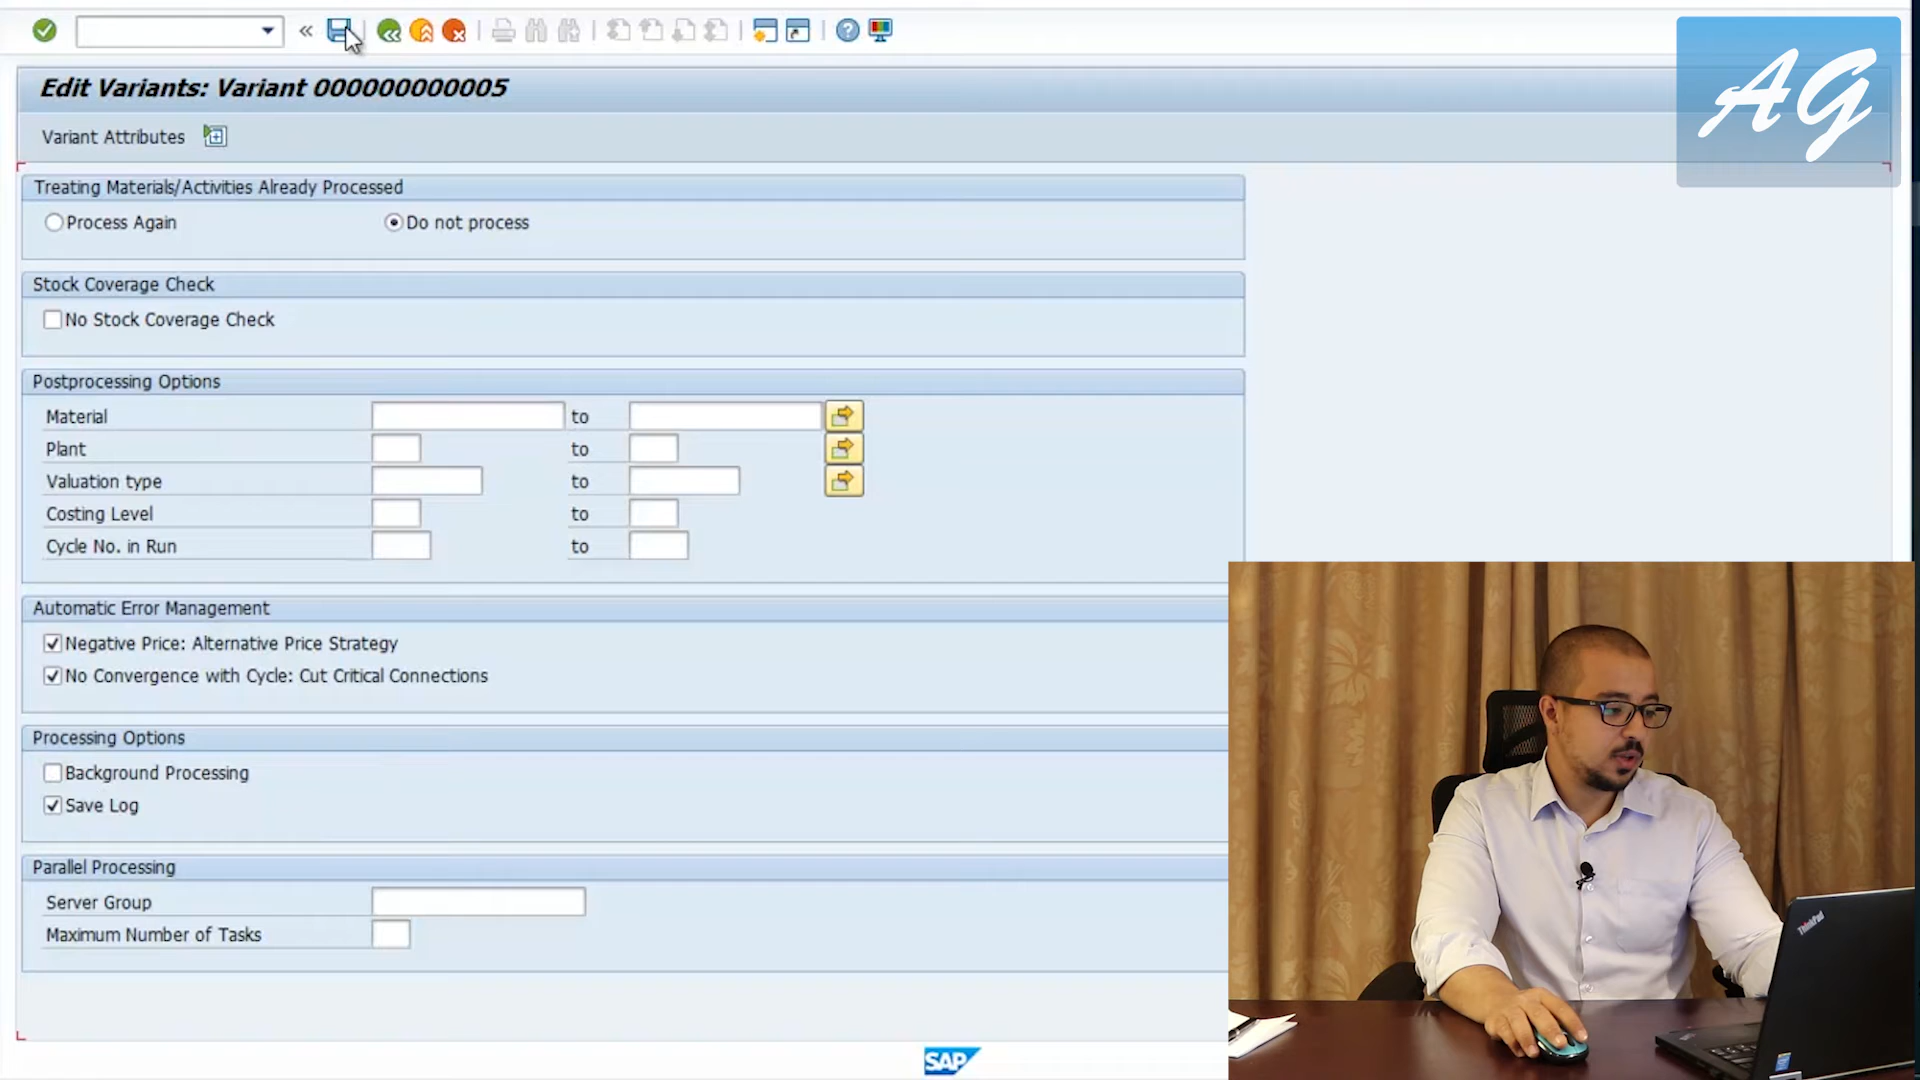 Edit Variants: Variant 000000000005
AG
Variant Attributes
Treating Materials/Activities Already Processed
Process Again
Do not process
Stock Coverage Check
No Stock Coverage Check
Postprocessing Options
Material to
Plant to
Valuation type to
Costing Level to
Cycle No. in Run to
Automatic Error Management
Negative Price: Alternative Price Strategy
No Convergence with Cycle: Cut Critical Connections
Processing Options
Background Processing
Save Log
Parallel Processing
Server Group
Maximum Number of Tasks
ThinkPad
SAP